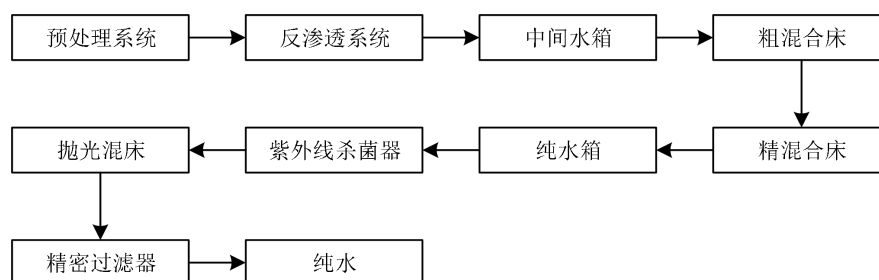 预处理系统
反渗透系统
中间水箱
粗混合床
精混合床
纯水箱
紫外线杀菌器
抛光混床
精密过滤器
纯水